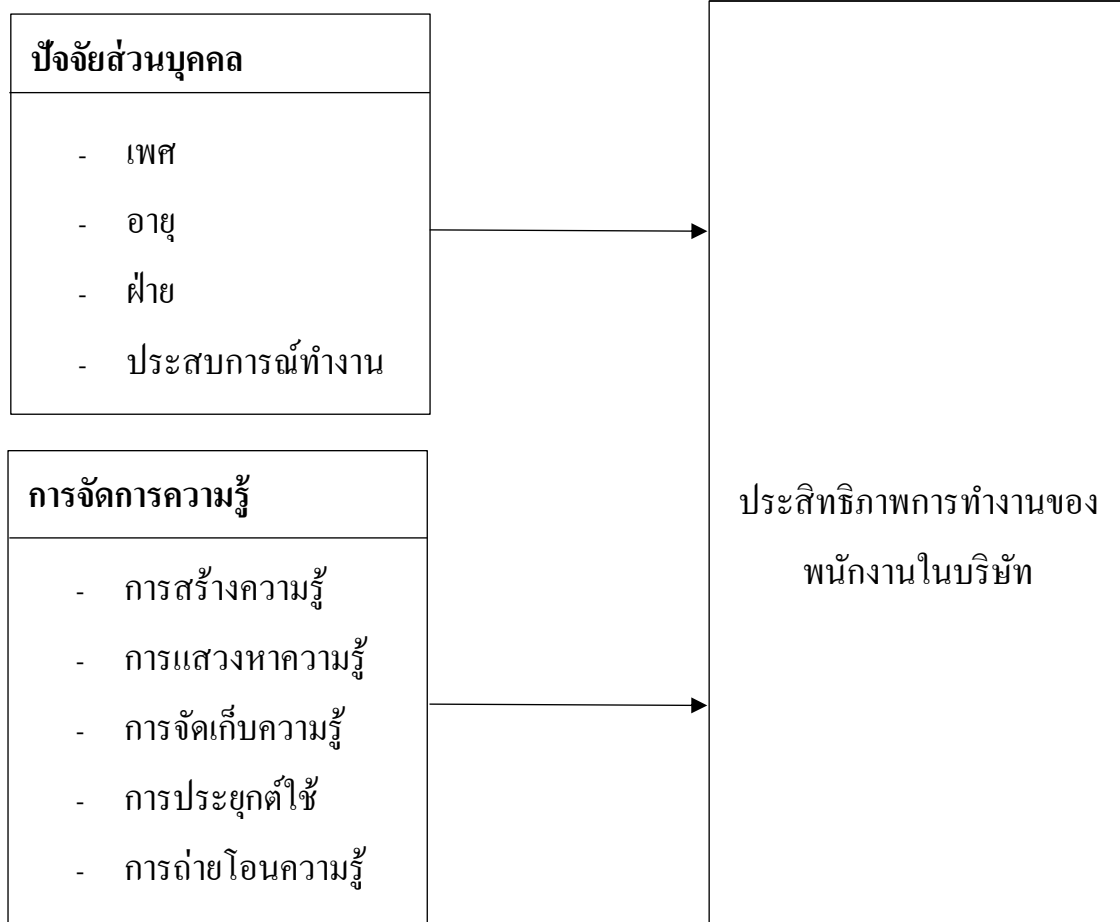 ปัจจัยส่วนบุคคล
- เพศ
- อายุ
- ฝ่าย
- ประสบการณ์ทำงาน
การจัดการความรู้
- การสร้างความรู้
- การแสวงหาความรู้
- การจัดเก็บความรู้
- การประยุกต์ใช้
- การถ่ายโอนความรู้
ประสิทธิภาพการทำงานของ
พนักงานในบริษัท